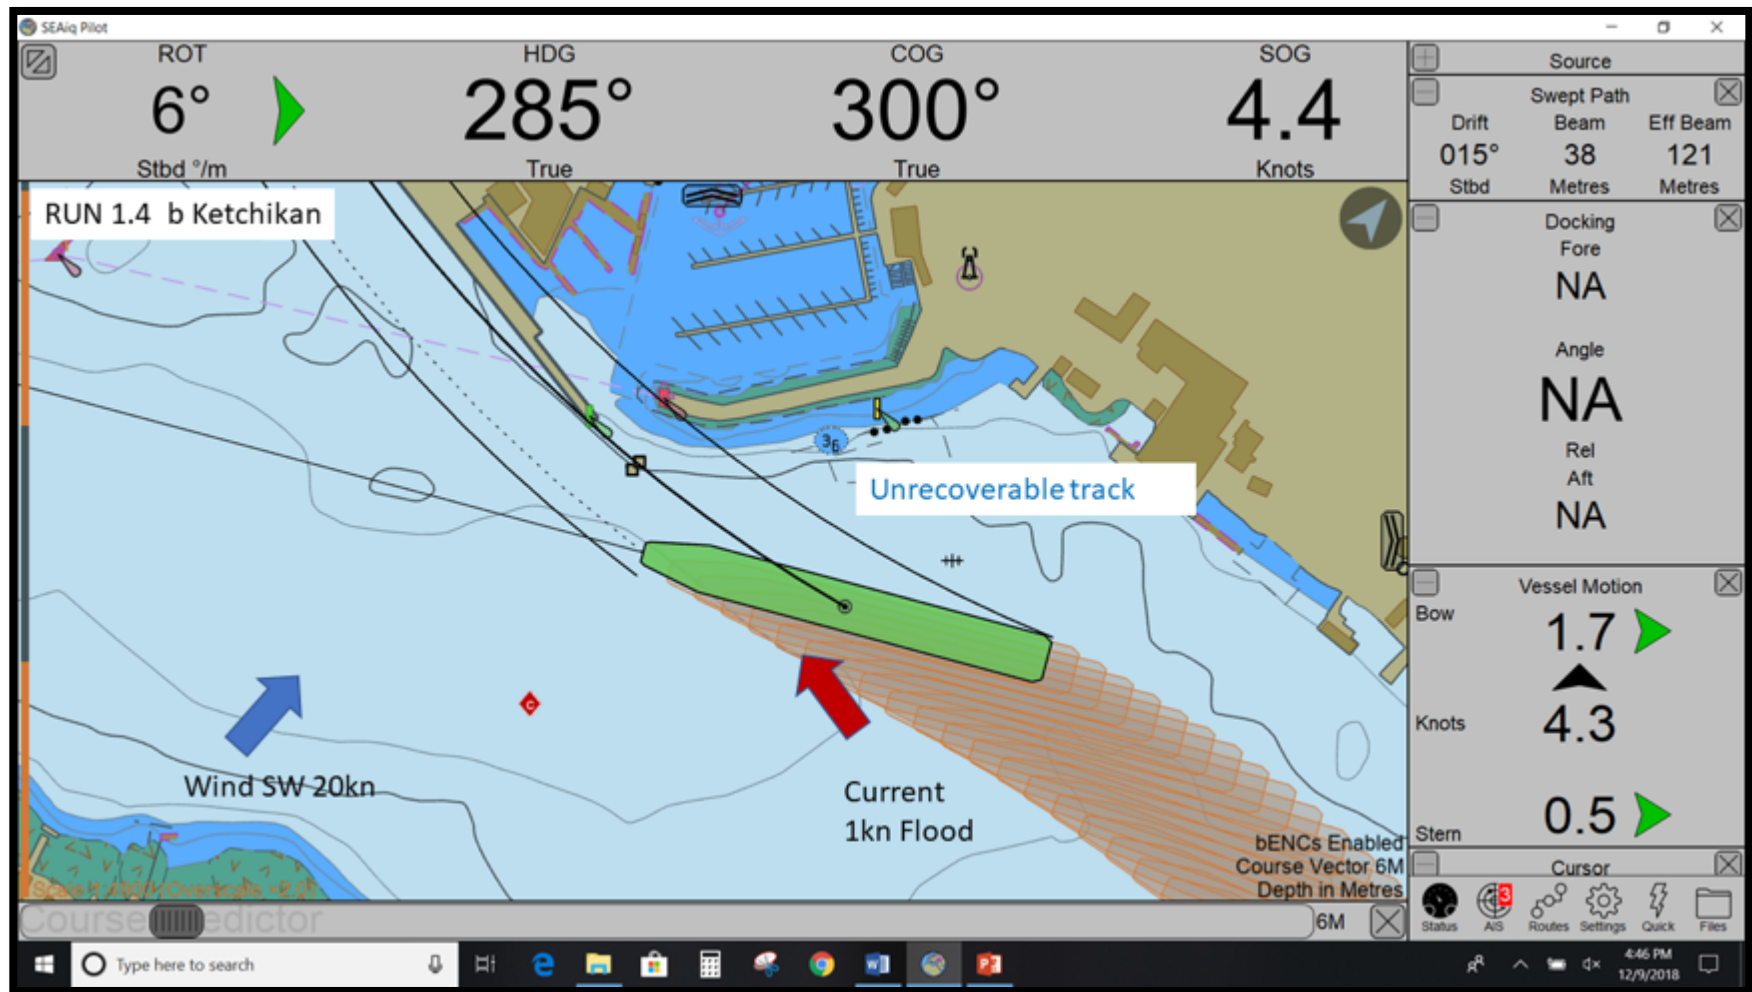 SEAiq Pilot
ROT
HDG
COG
SOG
6°
285°
300°
4.4
Stbd °/m
True
True
Knots
Source
Swept Path
Drift
Beam
Eff Beam
015°
38
121
Stbd
Metres
Metres
RUN 1.4 b Ketchikan
Docking
Fore
NA
Angle
NA
Rel
Aft
NA
36
Unrecoverable track
C
Wind SW 20kn
Current
1kn Flood
Vessel Motion
Bow
1.7
Knots
4.3
Stern
0.5
bENCs Enabled
Course Vector 6M
Depth in Metres
Cursor
3
Status
AIS
Routes
Settings
Quick
Files
6M
Type here to search
4:46 PM
12/9/2018